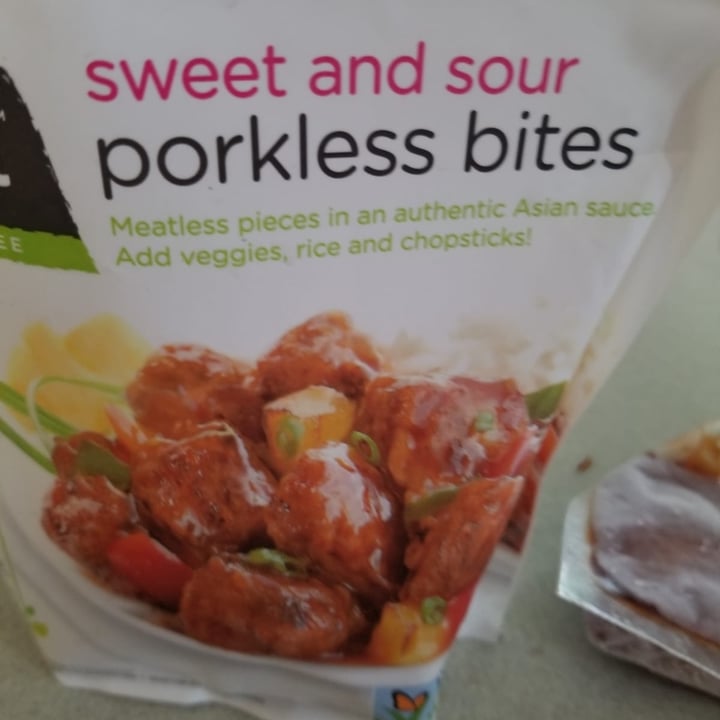 sweet and sour
porkless bites
Meatless pieces in an authentic Asian sauce.
Add veggies, rice and chopsticks!